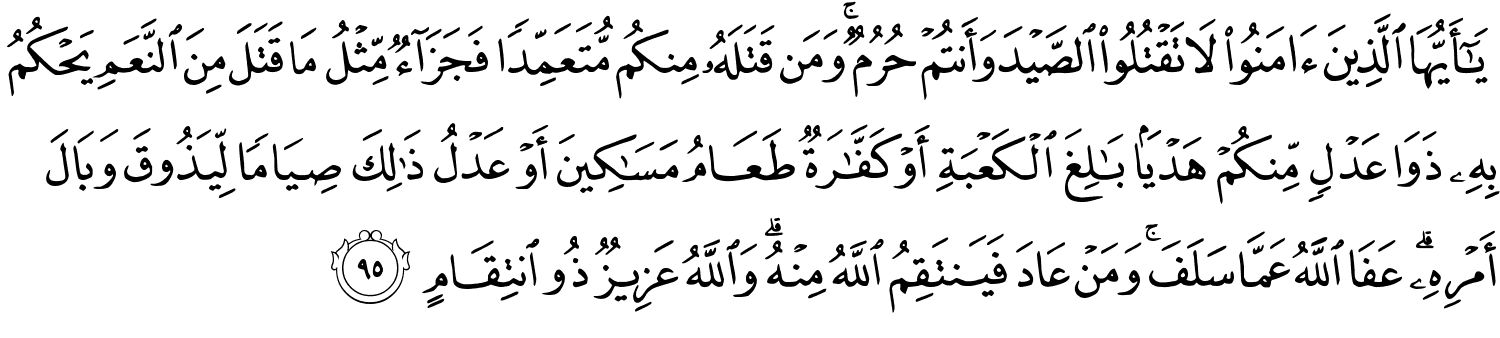 يَـٰٓأَيُّهَا ٱلَّذِينَ ءَامَنُوا۟ لَا تَقْتُلُوا۟ ٱلصَّيْدَ وَأَنتُمْ حُرُمٌ ۚ وَمَن قَتَلَهُۥ مِنكُم مُّتَعَمِّدًا فَجَزَآءٌ مِّثْلُ مَا قَتَلَ مِنَ ٱلنَّعَمِ يَحْكُمُ
بِهِۦ ذَوَا عَدْلٍ مِّنكُمْ هَدْيًۢا بَـٰلِغَ ٱلْكَعْبَةِ أَوْ كَفَّـٰرَةٌ طَعَامُ مَسَـٰكِينَ أَوْ عَدْلُ ذَٰلِكَ صِيَامًا لِّيَذُوقَ وَبَالَ
أَمْرِهِۦ ۗ عَفَا ٱللَّهُ عَمَّا سَلَفَ ۚ وَمَنْ عَادَ فَيَنتَقِمُ ٱللَّهُ مِنْهُ ۗ وَٱللَّهُ عَزِيزٌ ذُو ٱنتِقَامٍ ٩٥